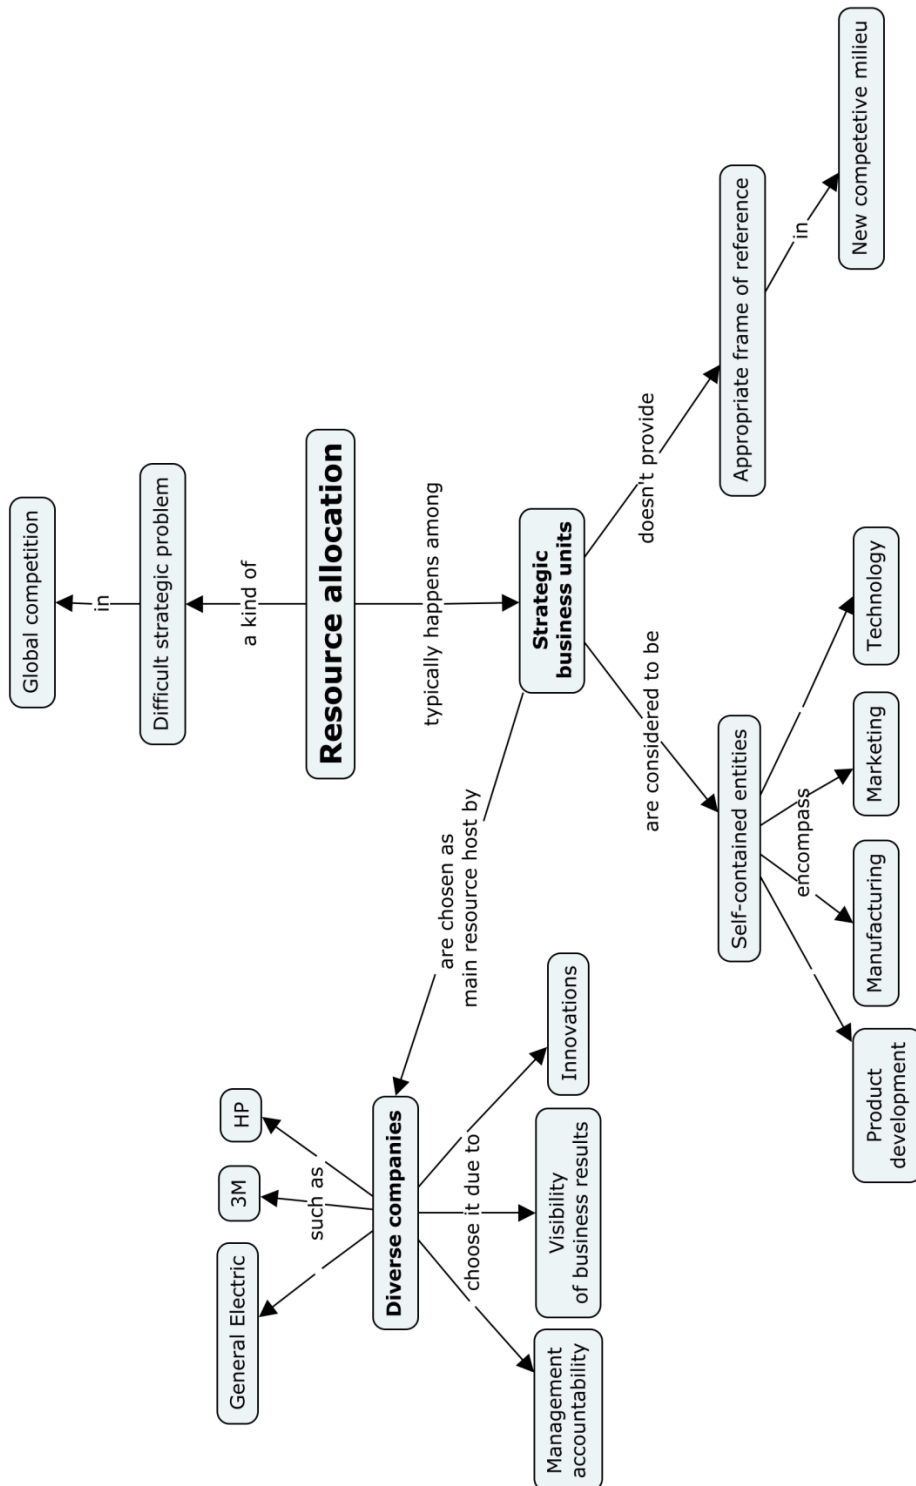 Global competition
in
Difficult strategic problem
a kind of
Resource allocation
typically happens among
Strategic
business units
are chosen as
main resource host by
doesn't provide
Appropriate frame of reference
in
New competetive milieu
are considered to be
Self-contained entities
encompass
Product
development
Manufacturing
Marketing
Technology
General Electric
3M
HP
such as
Diverse companies
choose it due to
Management
accountability
Visibility
of business results
Innovations